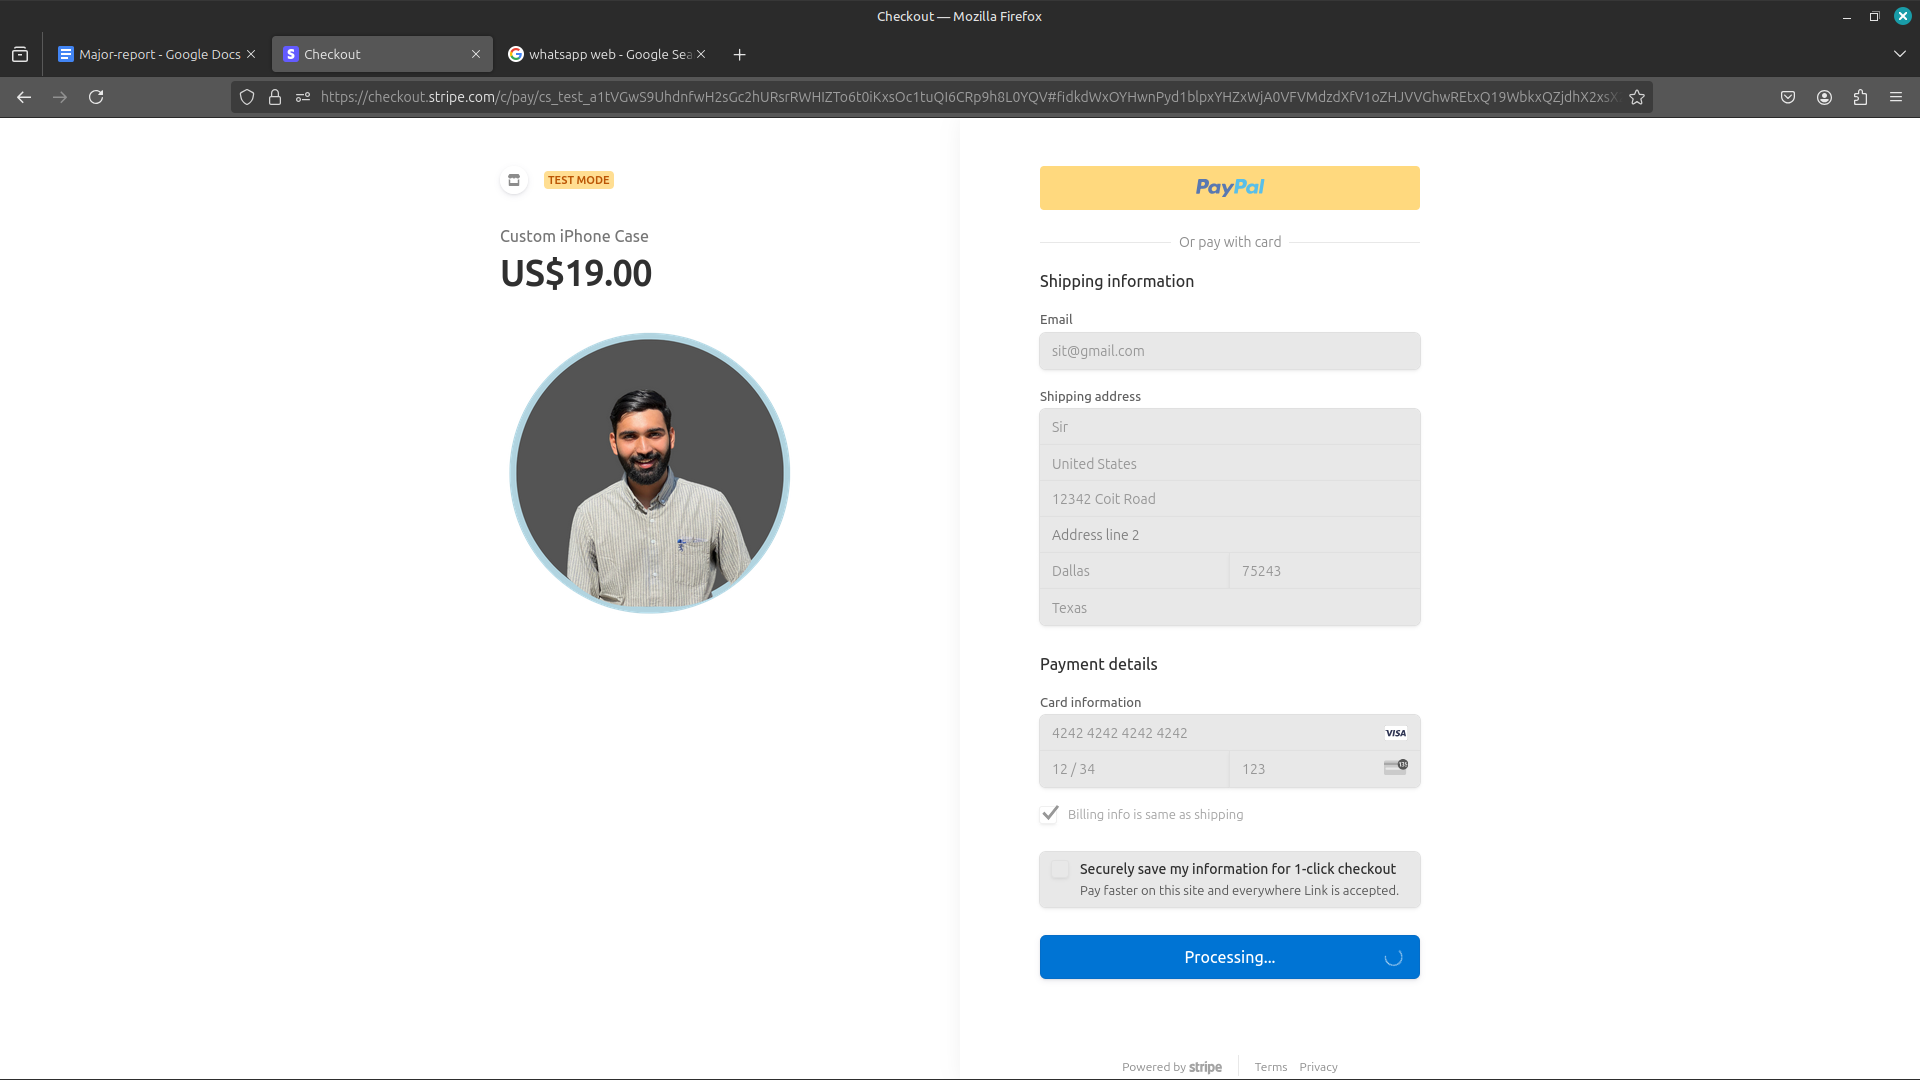 Checkout — Mozilla Firefox
Major-report - Google Docs
Checkout
whatsapp web - Google Sea
https://checkout.stripe.com/c/pay/cs_test_a1tVGwS9UhdnfwH2sGc2hURsrRWHIZTo6t0iKxsOc1tuQI6CRp9h8L0YQV#fidkdWxOYHwnPyd1blpxYHZxWjA0VFVMdzdXfV1oZHJVVGhwREtxQ19WbkxQZjdhX2xsX
TEST MODE
Custom iPhone Case
US$19.00
PayPal
Or pay with card
Shipping information
Email
sit@gmail.com
Shipping address
Sir
United States
12342 Coit Road
Address line 2
Dallas
75243
Texas
Payment details
Card information
4242 4242 4242 4242
VISA
12 / 34
123
Billing info is same as shipping
Securely save my information for 1-click checkout
Pay faster on this site and everywhere Link is accepted.
Processing...
Powered by stripe
Terms
Privacy